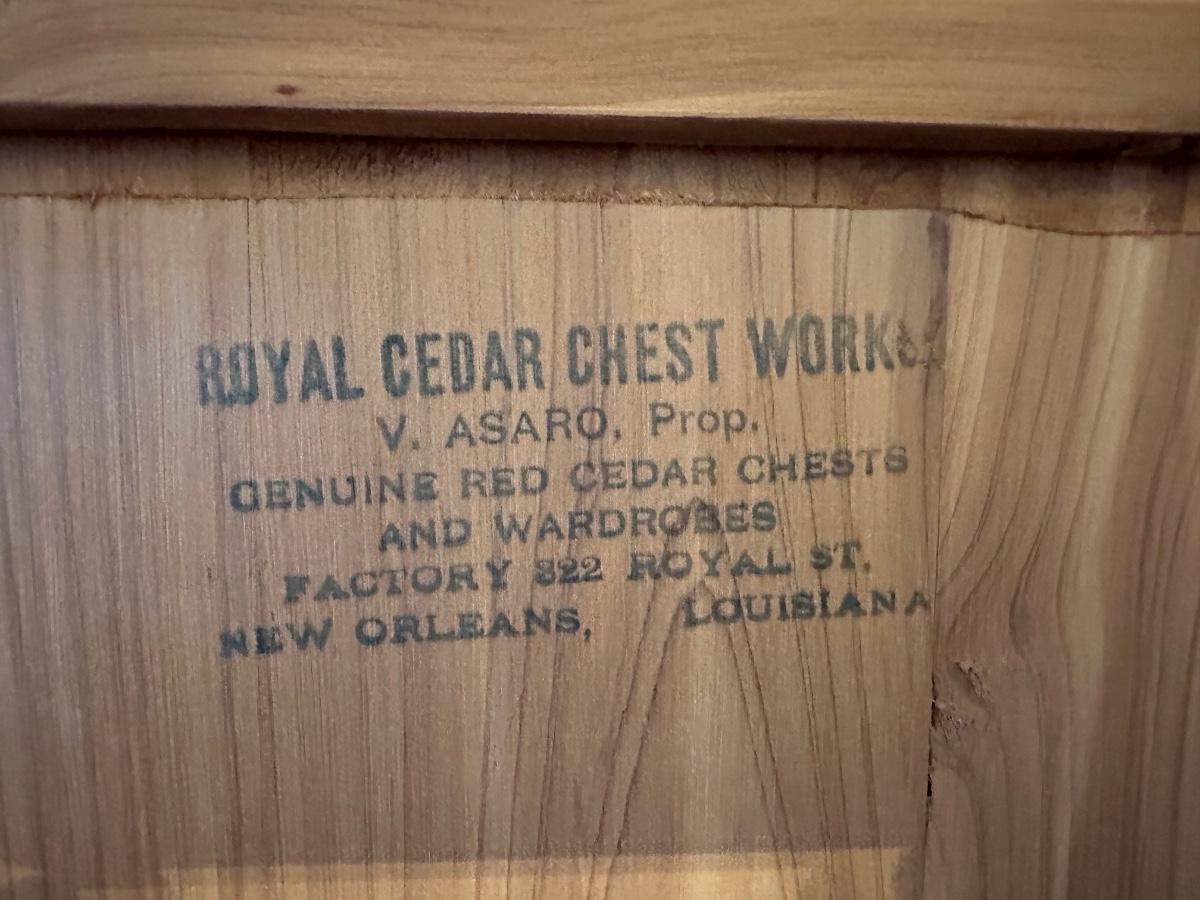 ROYAL CEDAR CHEST WORKS.
V. ASARO, Prop.
GENUINE RED CEDAR CHESTS
AND WARDROBES
FACTORY 822 ROYAL ST.
NEW ORLEANS, LOUISIANA